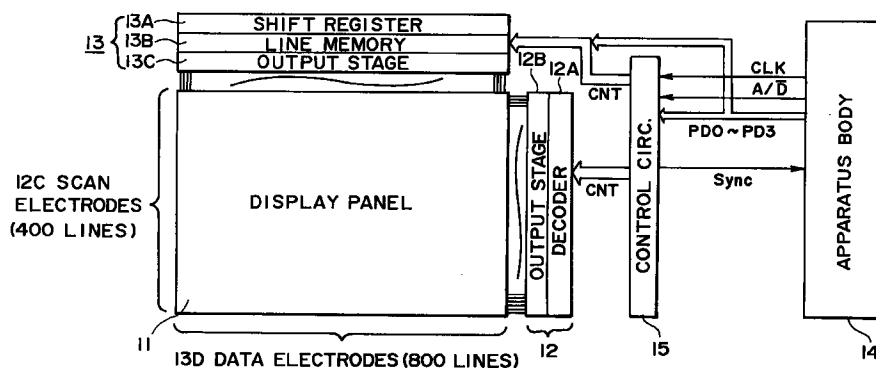 13
13A
SHIFT REGISTER
13B
LINE MEMORY
13C
OUTPUT STAGE
12B
12A
CNT
CLK
A/D̅
PD0~PD3
12C SCAN
ELECTRODES
(400 LINES)
DISPLAY PANEL
OUTPUT STAGE
DECODER
CNT
CONTROL CIRC.
Sync
APPARATUS BODY
11
13D DATA ELECTRODES (800 LINES)
12
15
14